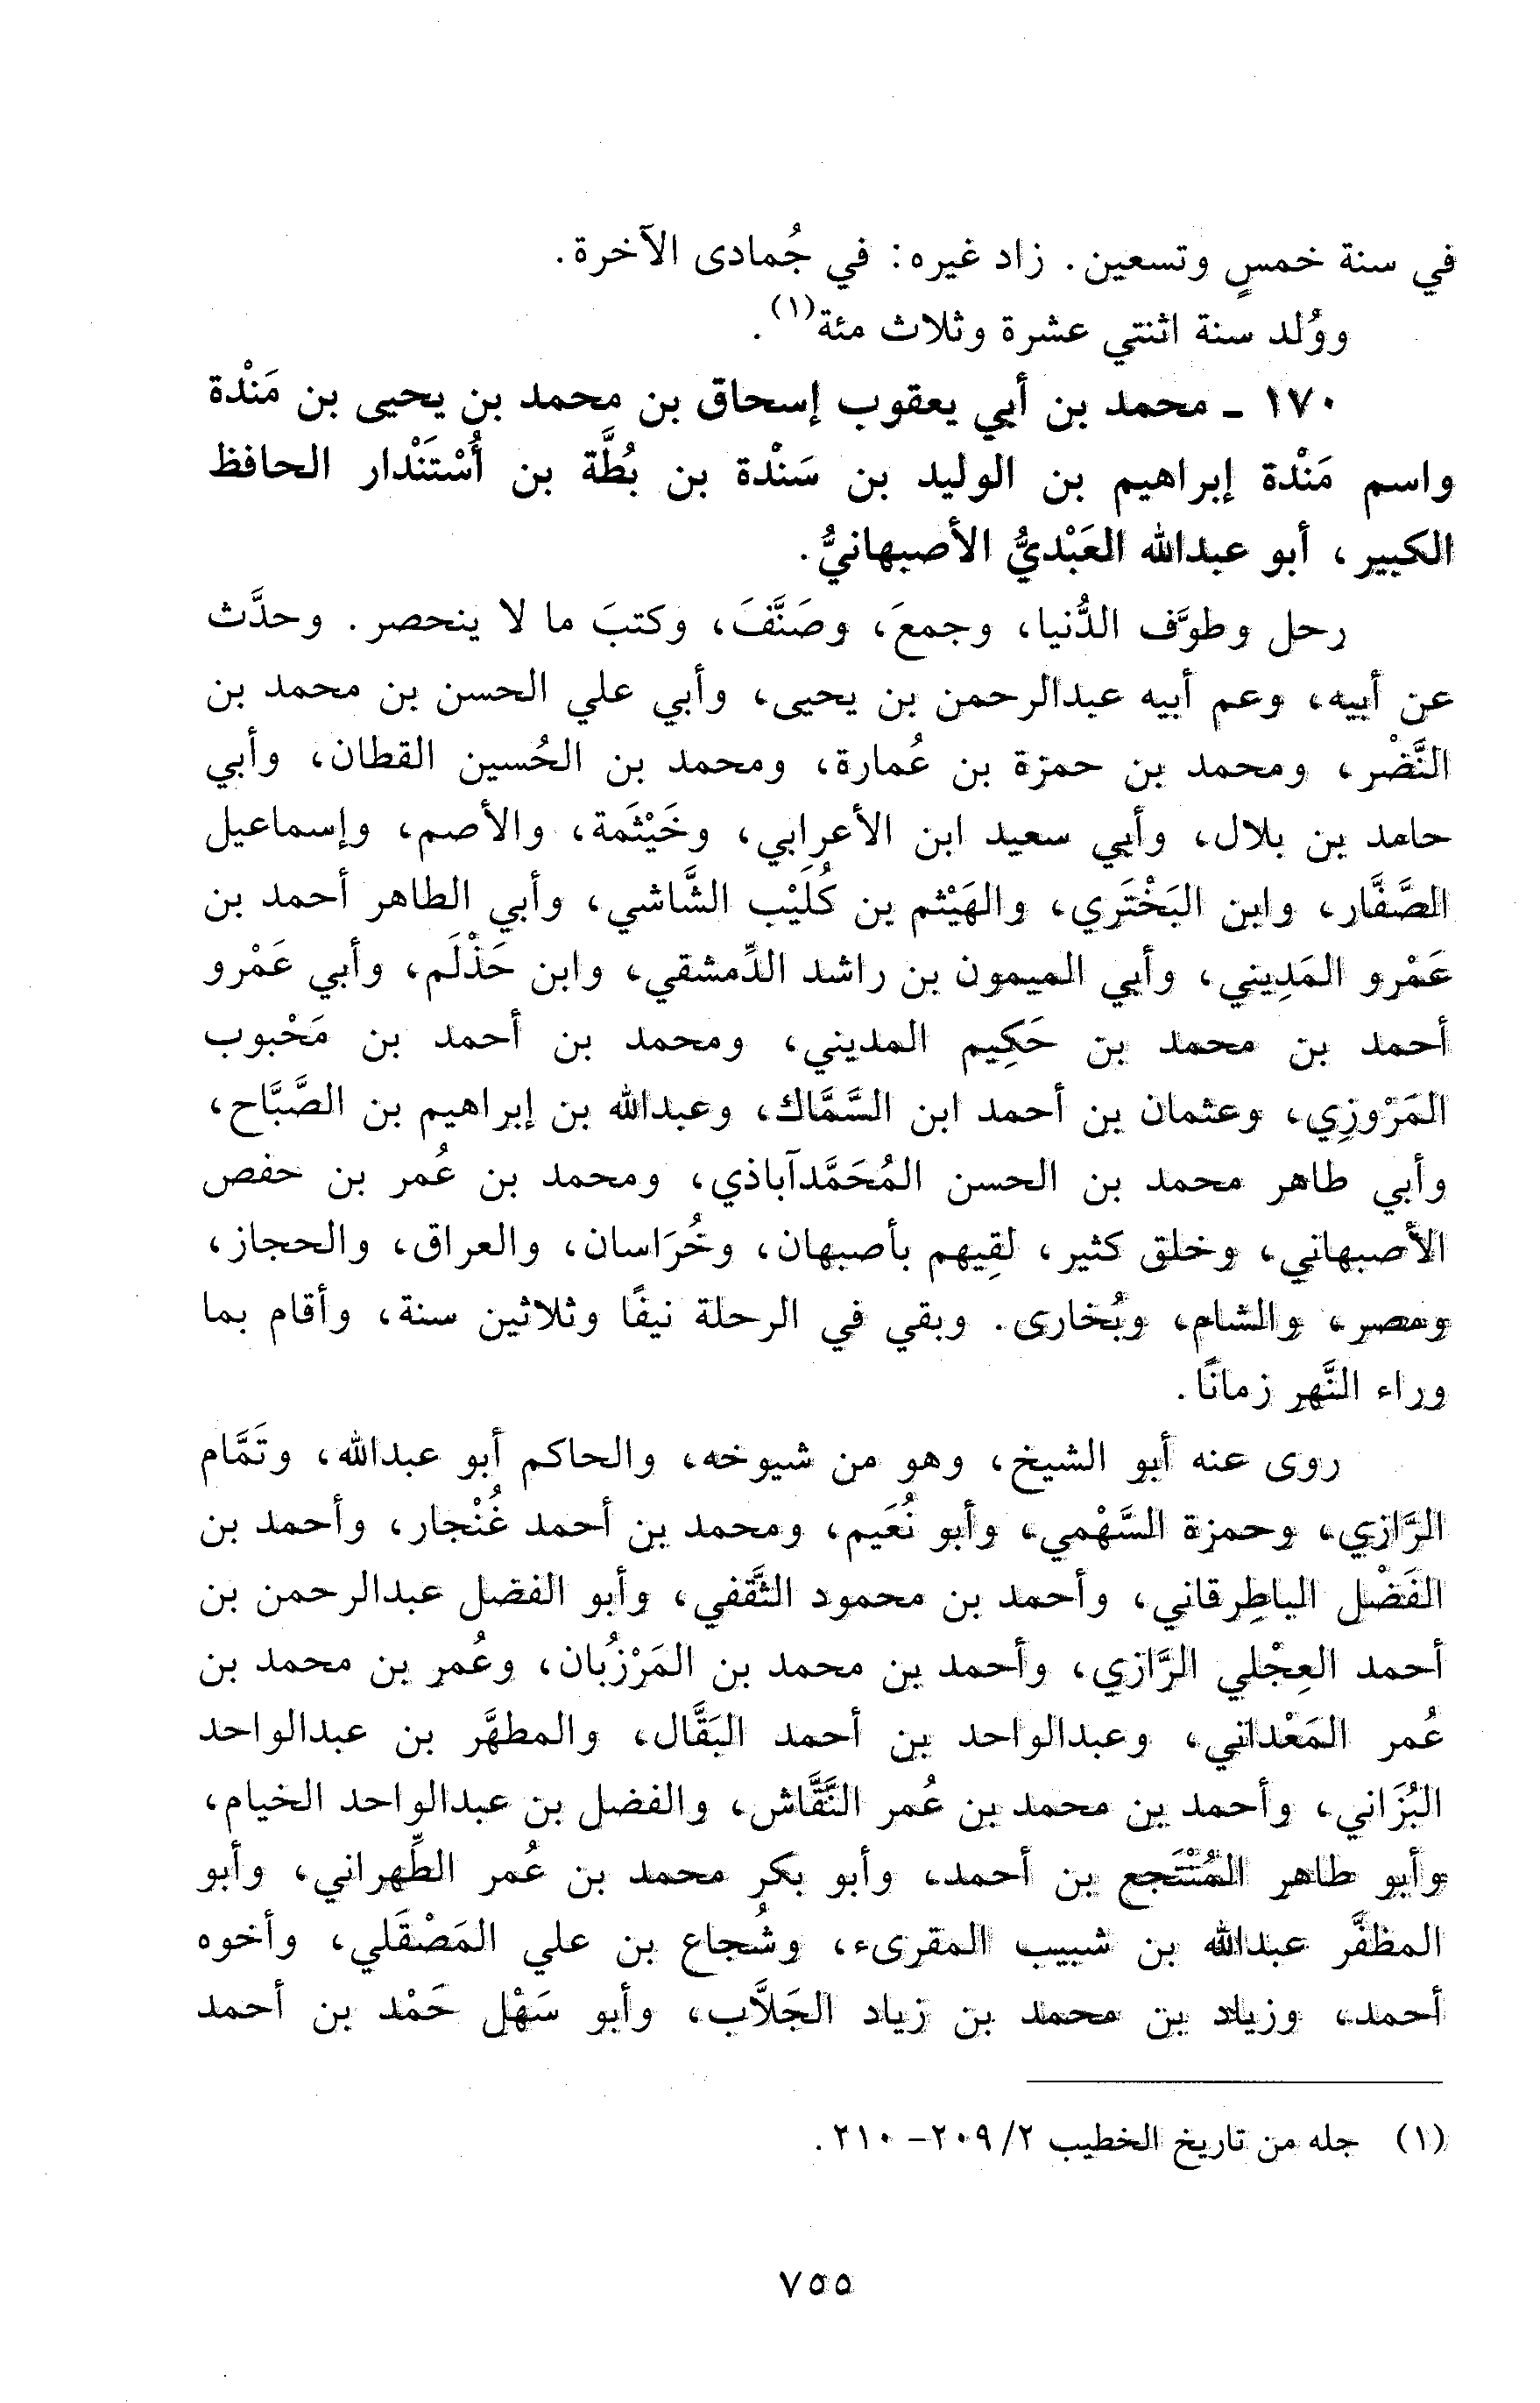 في سنة خمسٍ وتسعين. زاد غيره: في جُمادى الآخرة.
ووُلد سنة اثنتي عشرة وثلاث مئة(١).
١٧٠ - محمد بن أبي يعقوب إسحاق بن محمد بن يحيى بن مَنْدة
واسم مَنْدة إبراهيم بن الوليد بن سَنْدة بن بُطَّة بن أُسْتَنْدار الحافظ
الكبير، أبو عبدالله العَبْديُّ الأصبهانيُّ.
رحل وطوَّف الدُّنيا، وجمعَ، وصَنَّفَ، وكتبَ ما لا ينحصر. وحدَّث
عن أبيه، وعم أبيه عبدالرحمن بن يحيى، وأبي علي الحسن بن محمد بن
النَّضْر، ومحمد بن حمزة بن عُمارة، ومحمد بن الحُسين القطان، وأبي
حامد بن بلال، وأبي سعيد ابن الأعرابي، وخَيْثَمة، والأصم، وإسماعيل
الصَّفَّار، وابن البَخْتَري، والهَيْثم بن كُلَيْب الشَّاشي، وأبي الطاهر أحمد بن
عَمْرو المَدِيني، وأبي الميمون بن راشد الدِّمشقي، وابن حَذْلَم، وأبي عَمْرو
أحمد بن محمد بن حَكِيم المديني، ومحمد بن أحمد بن مَحْبوب
المَرْوزِي، وعثمان بن أحمد ابن السَّمَّاك، وعبدالله بن إبراهيم بن الصَّبَّاح،
وأبي طاهر محمد بن الحسن المُحَمَّدآباذي، ومحمد بن عُمر بن حفص
الأصبهاني، وخلق كثير، لقِيهم بأصبهان، وخُرَاسان، والعراق، والحجاز،
ومصر، والشام، وبُخارى. وبقي في الرحلة نيفًا وثلاثين سنة، وأقام بما
وراء النَّهر زمانًا.
روى عنه أبو الشيخ، وهو من شيوخه، والحاكم أبو عبدالله، وتَمَّام
الرَّازي، وحمزة السَّهْمي، وأبو نُعَيم، ومحمد بن أحمد غُنْجار، وأحمد بن
الفَضْل الباطِرقاني، وأحمد بن محمود الثَّقفي، وأبو الفضل عبدالرحمن بن
أحمد العِجْلي الرَّازي، وأحمد بن محمد بن المَرْزُبان، وعُمر بن محمد بن
عُمر المَعْداني، وعبدالواحد بن أحمد البَقَّال، والمطهَّر بن عبدالواحد
البُزَاني، وأحمد بن محمد بن عُمر النَّقَّاش، والفضل بن عبدالواحد الخيام،
وأبو طاهر المُنْتَجع بن أحمد، وأبو بكر محمد بن عُمر الطِّهراني، وأبو
المظفَّر عبدالله بن شبيب المقرىء، وشُجاع بن علي المَصْقَلي، وأخوه
أحمد، وزياد بن محمد بن زياد الجَلاَّب، وأبو سَهْل حَمْد بن أحمد
(١) جله من تاريخ الخطيب ٢/ ٢٠٩- ٢١٠.
٧٥٥